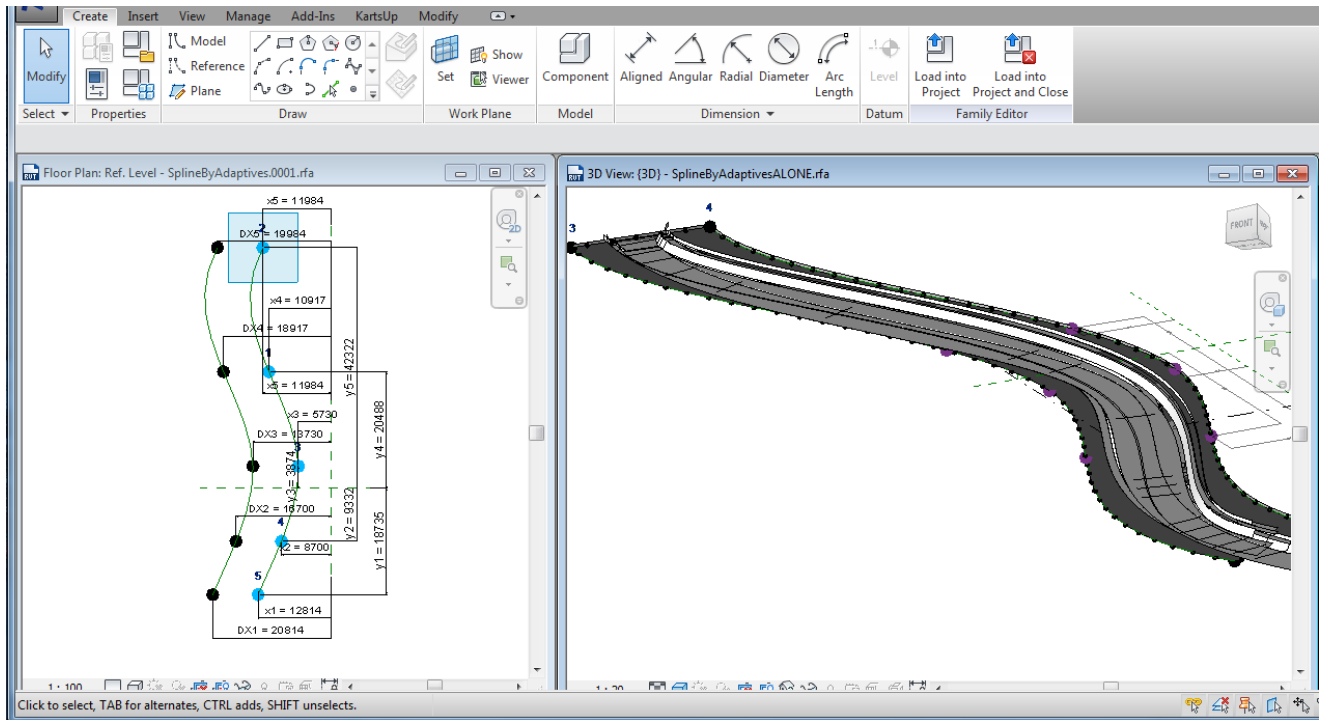 Create Insert View Manage Add-Ins KartsUp Modify
Modify
Model
Reference
Plane
Set
Show
Viewer
Component
Aligned Angular Radial Diameter Arc Length
Level
Load into Project
Load into Project and Close
Select Properties Draw Work Plane Model Dimension Datum Family Editor
Floor Plan: Ref. Level - SplineByAdaptives.0001.rfa
x5 = 11984
2
DX5 = 19984
x4 = 10917
DX4 = 18917
1
y5 = 42322
x5 = 11984
x3 = 5730
y4 = 20488
DX3 = 13730
3
y3 = 3874
DX2 = 16700
y2 = 9332
4
x2 = 8700
y1 = 18735
5
x1 = 12814
DX1 = 20814
2D
1 : 100
3D View: {3D} - SplineByAdaptivesALONE.rfa
4
3
FRONT
1 : 20
Click to select, TAB for alternates, CTRL adds, SHIFT unselects.